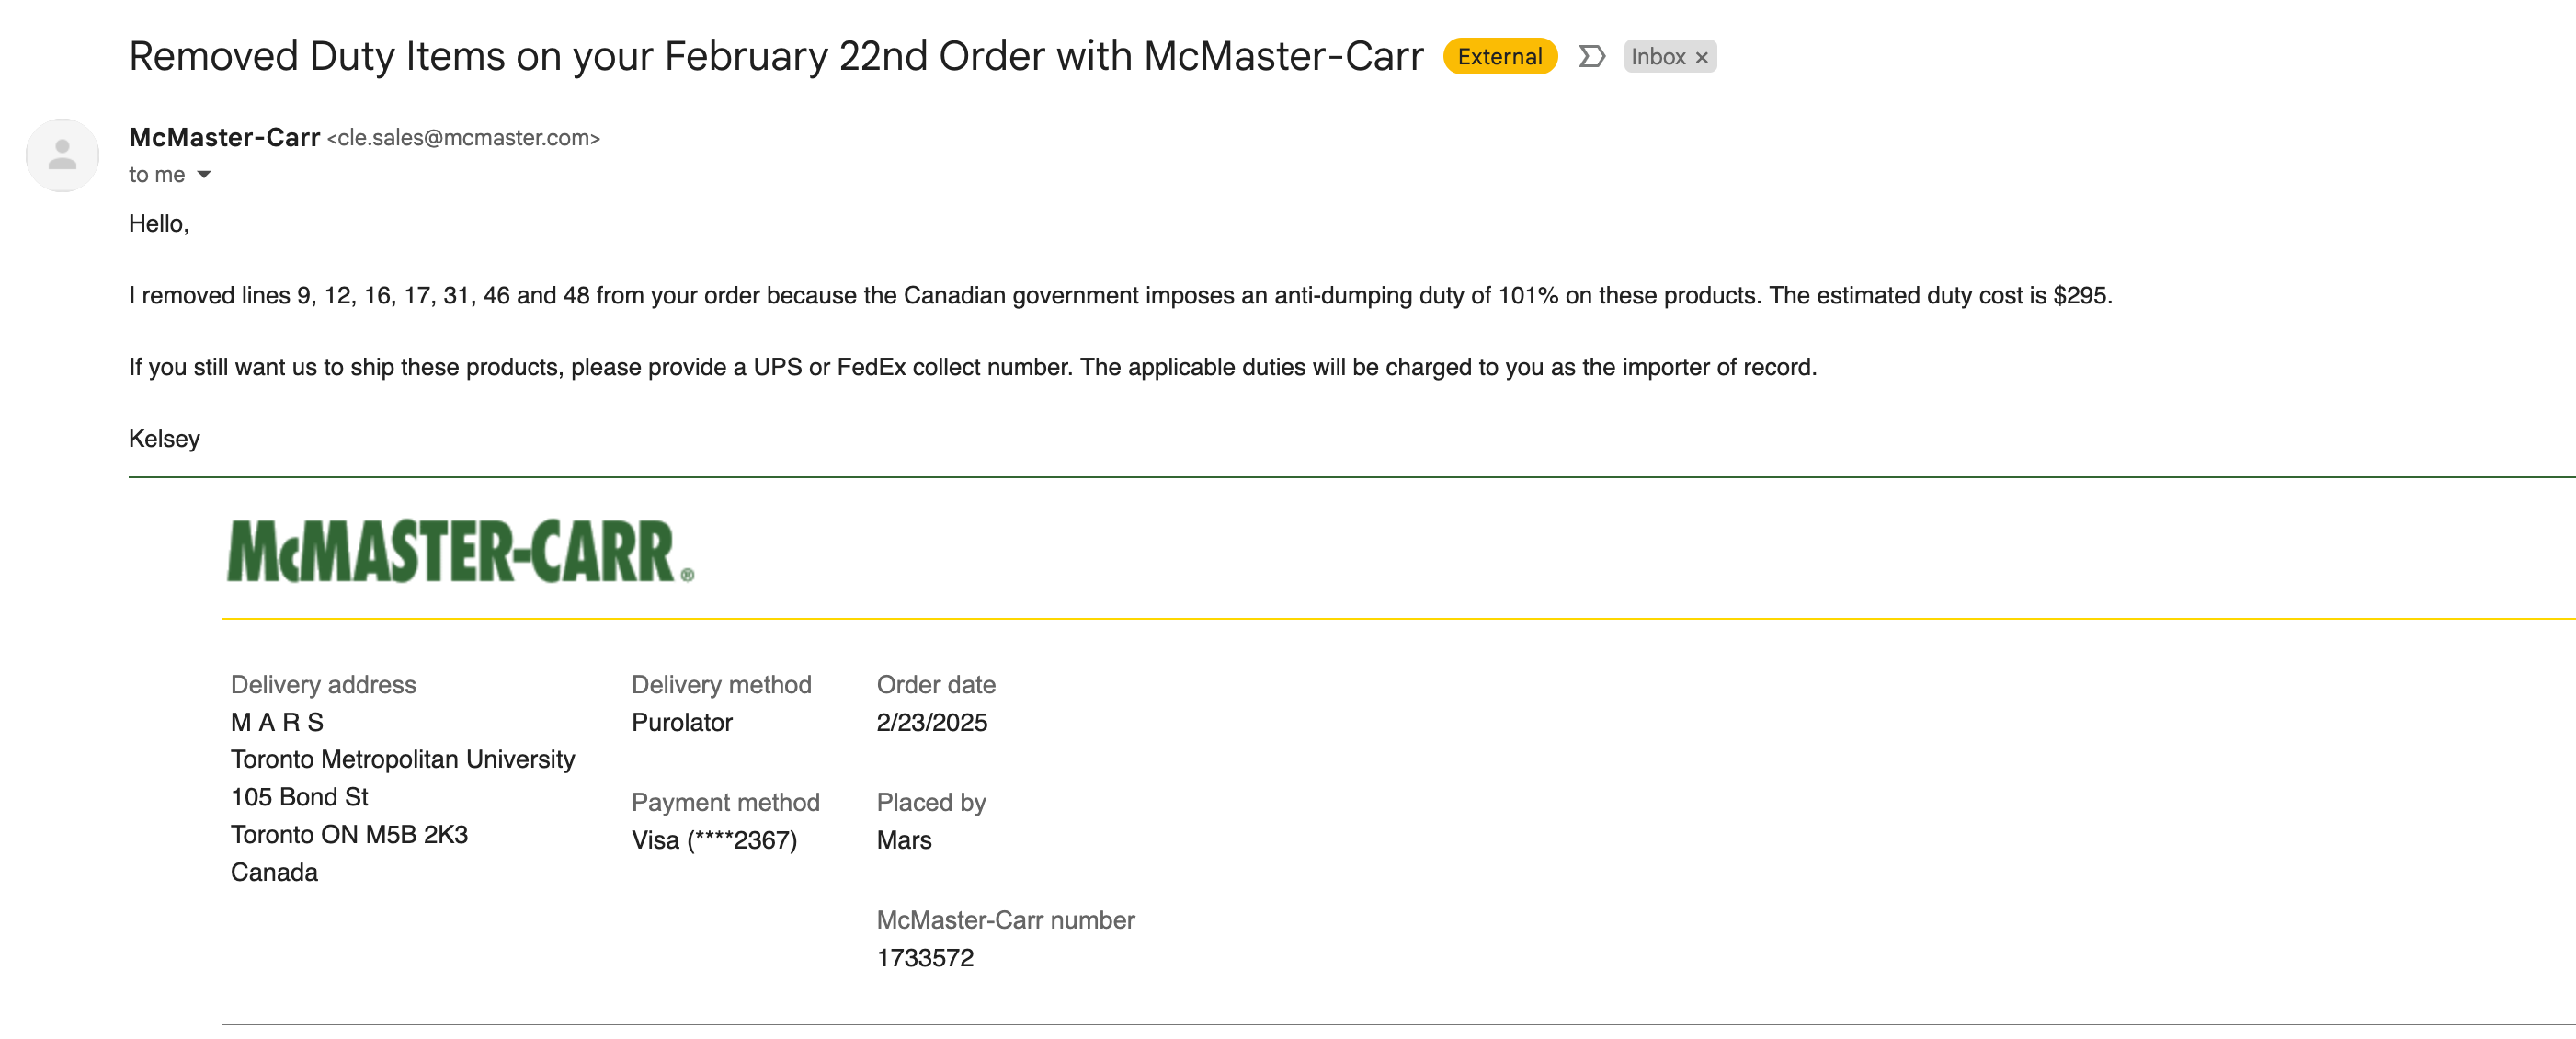 Removed Duty Items on your February 22nd Order with McMaster-Carr External Inbox ×
McMaster-Carr <cle.sales@mcmaster.com>
to me
Hello,
I removed lines 9, 12, 16, 17, 31, 46 and 48 from your order because the Canadian government imposes an anti-dumping duty of 101% on these products. The estimated duty cost is $295.
If you still want us to ship these products, please provide a UPS or FedEx collect number. The applicable duties will be charged to you as the importer of record.
Kelsey
McMASTER-CARR®
Delivery address
M A R S
Toronto Metropolitan University
105 Bond St
Toronto ON M5B 2K3
Canada
Delivery method
Purolator
Payment method
Visa (****2367)
Order date
2/23/2025
Placed by
Mars
McMaster-Carr number
1733572